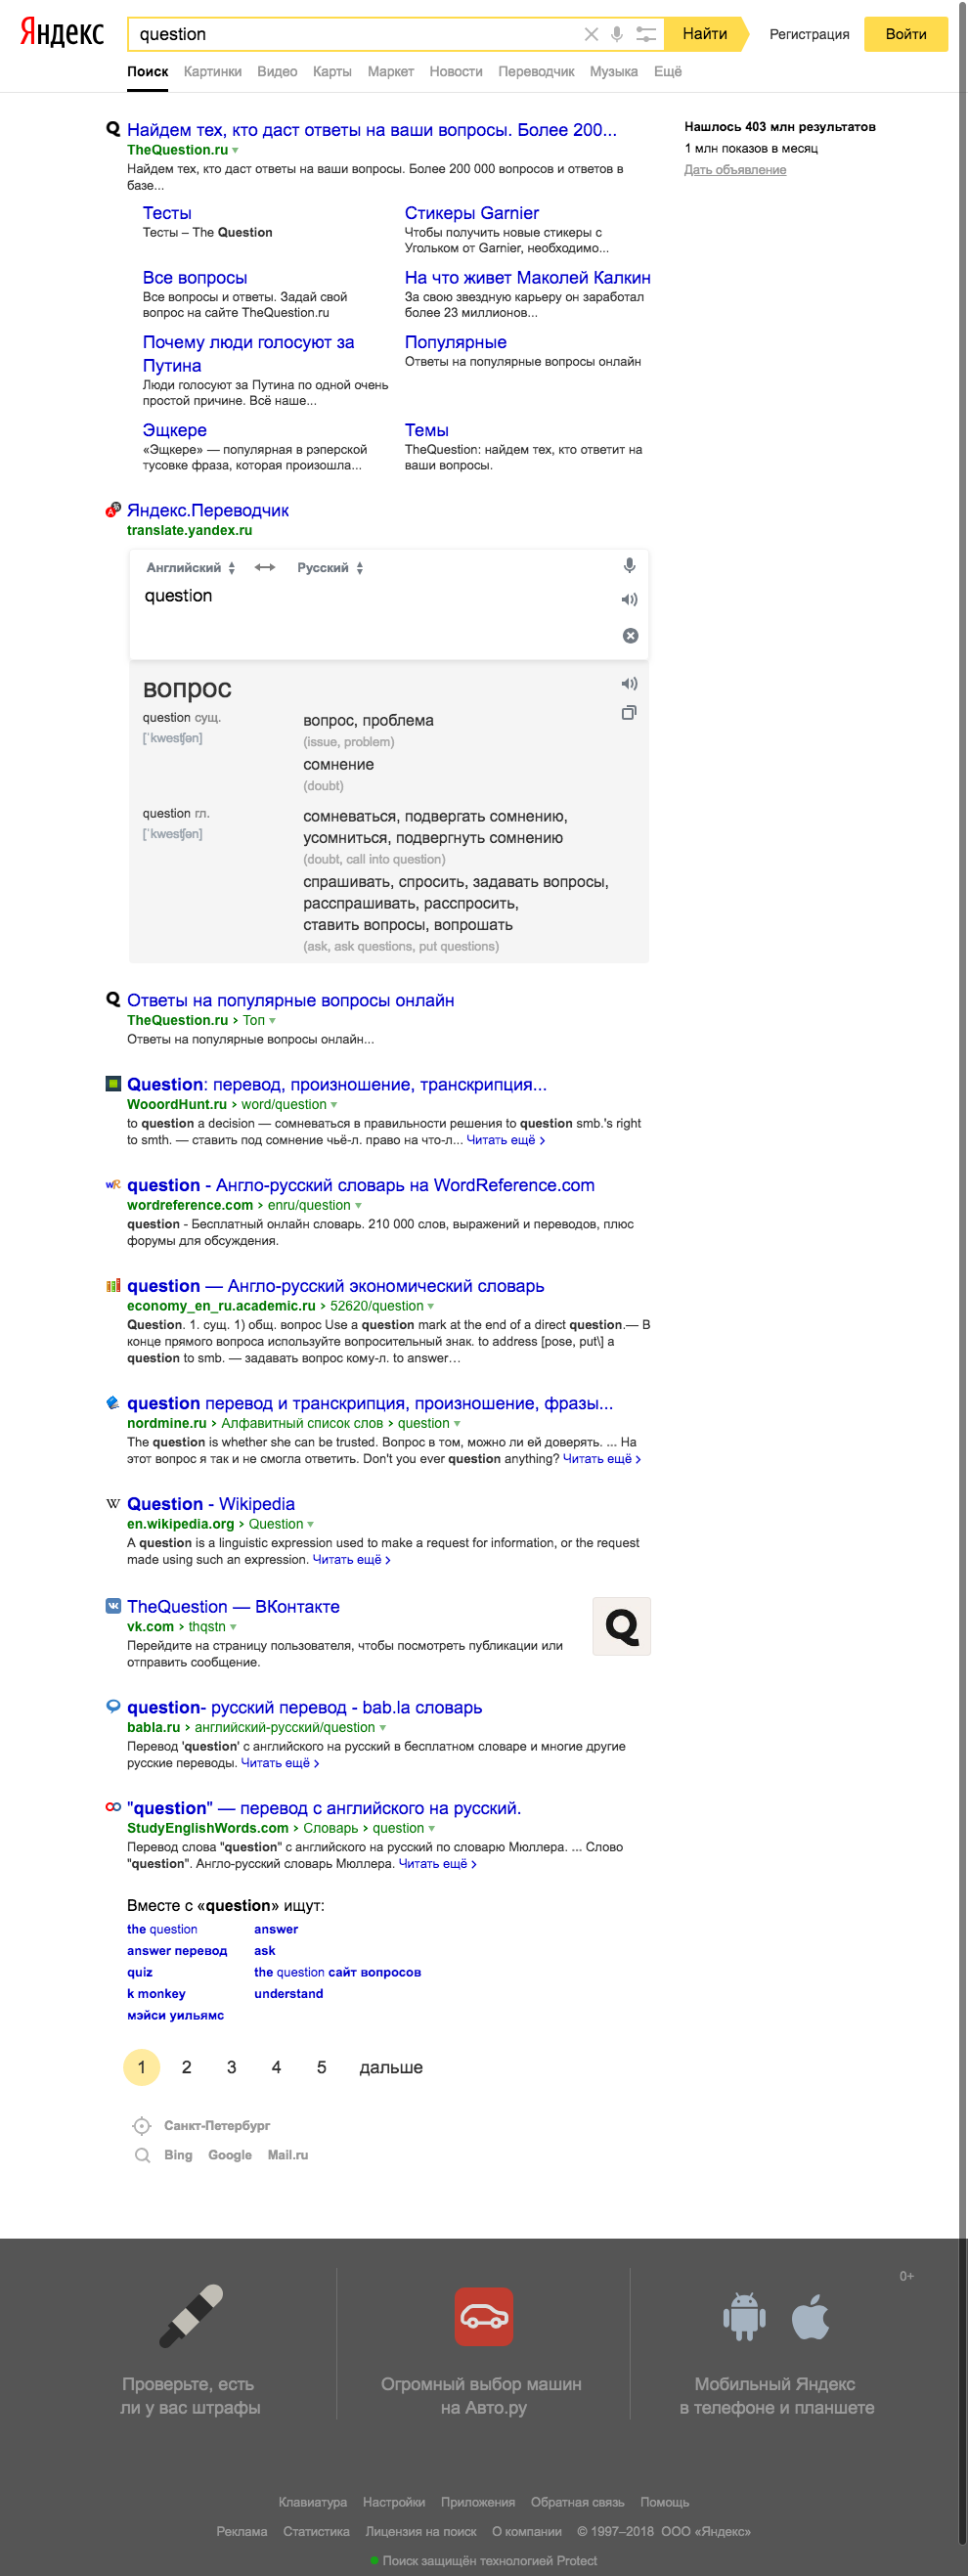 Яндекс
question
Найти
Регистрация
Войти
Поиск Картинки Видео Карты Маркет Новости Переводчик Музыка Ещё
Найдем тех, кто даст ответы на ваши вопросы. Более 200...
TheQuestion.ru
Найдем тех, кто даст ответы на ваши вопросы. Более 200 000 вопросов и ответов в
базе...
Нашлось 403 млн результатов
1 млн показов в месяц
Дать объявление
Тесты
Тесты – The Question
Стикеры Garnier
Чтобы получить новые стикеры с
Угольком от Garnier, необходимо...
Все вопросы
Все вопросы и ответы. Задай свой
вопрос на сайте TheQuestion.ru
На что живет Маколей Калкин
За свою звездную карьеру он заработал
более 23 миллионов...
Почему люди голосуют за
Путина
Люди голосуют за Путина по одной очень
простой причине. Всё наше...
Популярные
Ответы на популярные вопросы онлайн
Эщкере
«Эщкере» — популярная в рэперской
тусовке фраза, которая произошла...
Темы
TheQuestion: найдем тех, кто ответит на
ваши вопросы.
Яндекс.Переводчик
translate.yandex.ru
Английский
Русский
question
вопрос
question сущ.
[ˈkwestʃən]
вопрос, проблема
(issue, problem)
сомнение
(doubt)
question гл.
[ˈkwestʃən]
сомневаться, подвергать сомнению,
усомниться, подвергнуть сомнению
(doubt, call into question)
спрашивать, спросить, задавать вопросы,
расспрашивать, расспросить,
ставить вопросы, вопрошать
(ask, ask questions, put questions)
Ответы на популярные вопросы онлайн
TheQuestion.ru › Топ
Ответы на популярные вопросы онлайн...
Question: перевод, произношение, транскрипция...
WooordHunt.ru › word/question
to question a decision — сомневаться в правильности решения to question smb.'s right
to smth. — ставить под сомнение чьё-л. право на что-л... Читать ещё ›
question - Англо-русский словарь на WordReference.com
wordreference.com › enru/question
question - Бесплатный онлайн словарь. 210 000 слов, выражений и переводов, плюс
форумы для обсуждения.
question — Англо-русский экономический словарь
economy_en_ru.academic.ru › 52620/question
Question. 1. сущ. 1) общ. вопрос Use a question mark at the end of a direct question.— В
конце прямого вопроса используйте вопросительный знак. to address [pose, put\] a
question to smb. — задавать вопрос кому-л. to answer…
question перевод и транскрипция, произношение, фразы...
nordmine.ru › Алфавитный список слов › question
The question is whether she can be trusted. Вопрос в том, можно ли ей доверять. ... На
этот вопрос я так и не смогла ответить. Don't you ever question anything? Читать ещё ›
Question - Wikipedia
en.wikipedia.org › Question
A question is a linguistic expression used to make a request for information, or the request
made using such an expression. Читать ещё ›
TheQuestion — ВКонтакте
vk.com › thqstn
Перейдите на страницу пользователя, чтобы посмотреть публикации или
отправить сообщение.
question- русский перевод - bab.la словарь
babla.ru › английский-русский/question
Перевод 'question' с английского на русский в бесплатном словаре и многие другие
русские переводы. Читать ещё ›
"question" — перевод с английского на русский.
StudyEnglishWords.com › Словарь › question
Перевод слова "question" с английского на русский по словарю Мюллера. ... Слово
"question". Англо-русский словарь Мюллера. Читать ещё ›
Вместе с «question» ищут:
the question answer
answer перевод ask
quiz the question сайт вопросов
k monkey understand
мэйси уильямс
1 2 3 4 5 дальше
Санкт-Петербург
Bing Google Mail.ru
0+
Проверьте, есть
ли у вас штрафы
Огромный выбор машин
на Авто.ру
Мобильный Яндекс
в телефоне и планшете
Клавиатура Настройки Приложения Обратная связь Помощь
Реклама Статистика Лицензия на поиск О компании © 1997–2018 ООО «Яндекс»
Поиск защищён технологией Protect